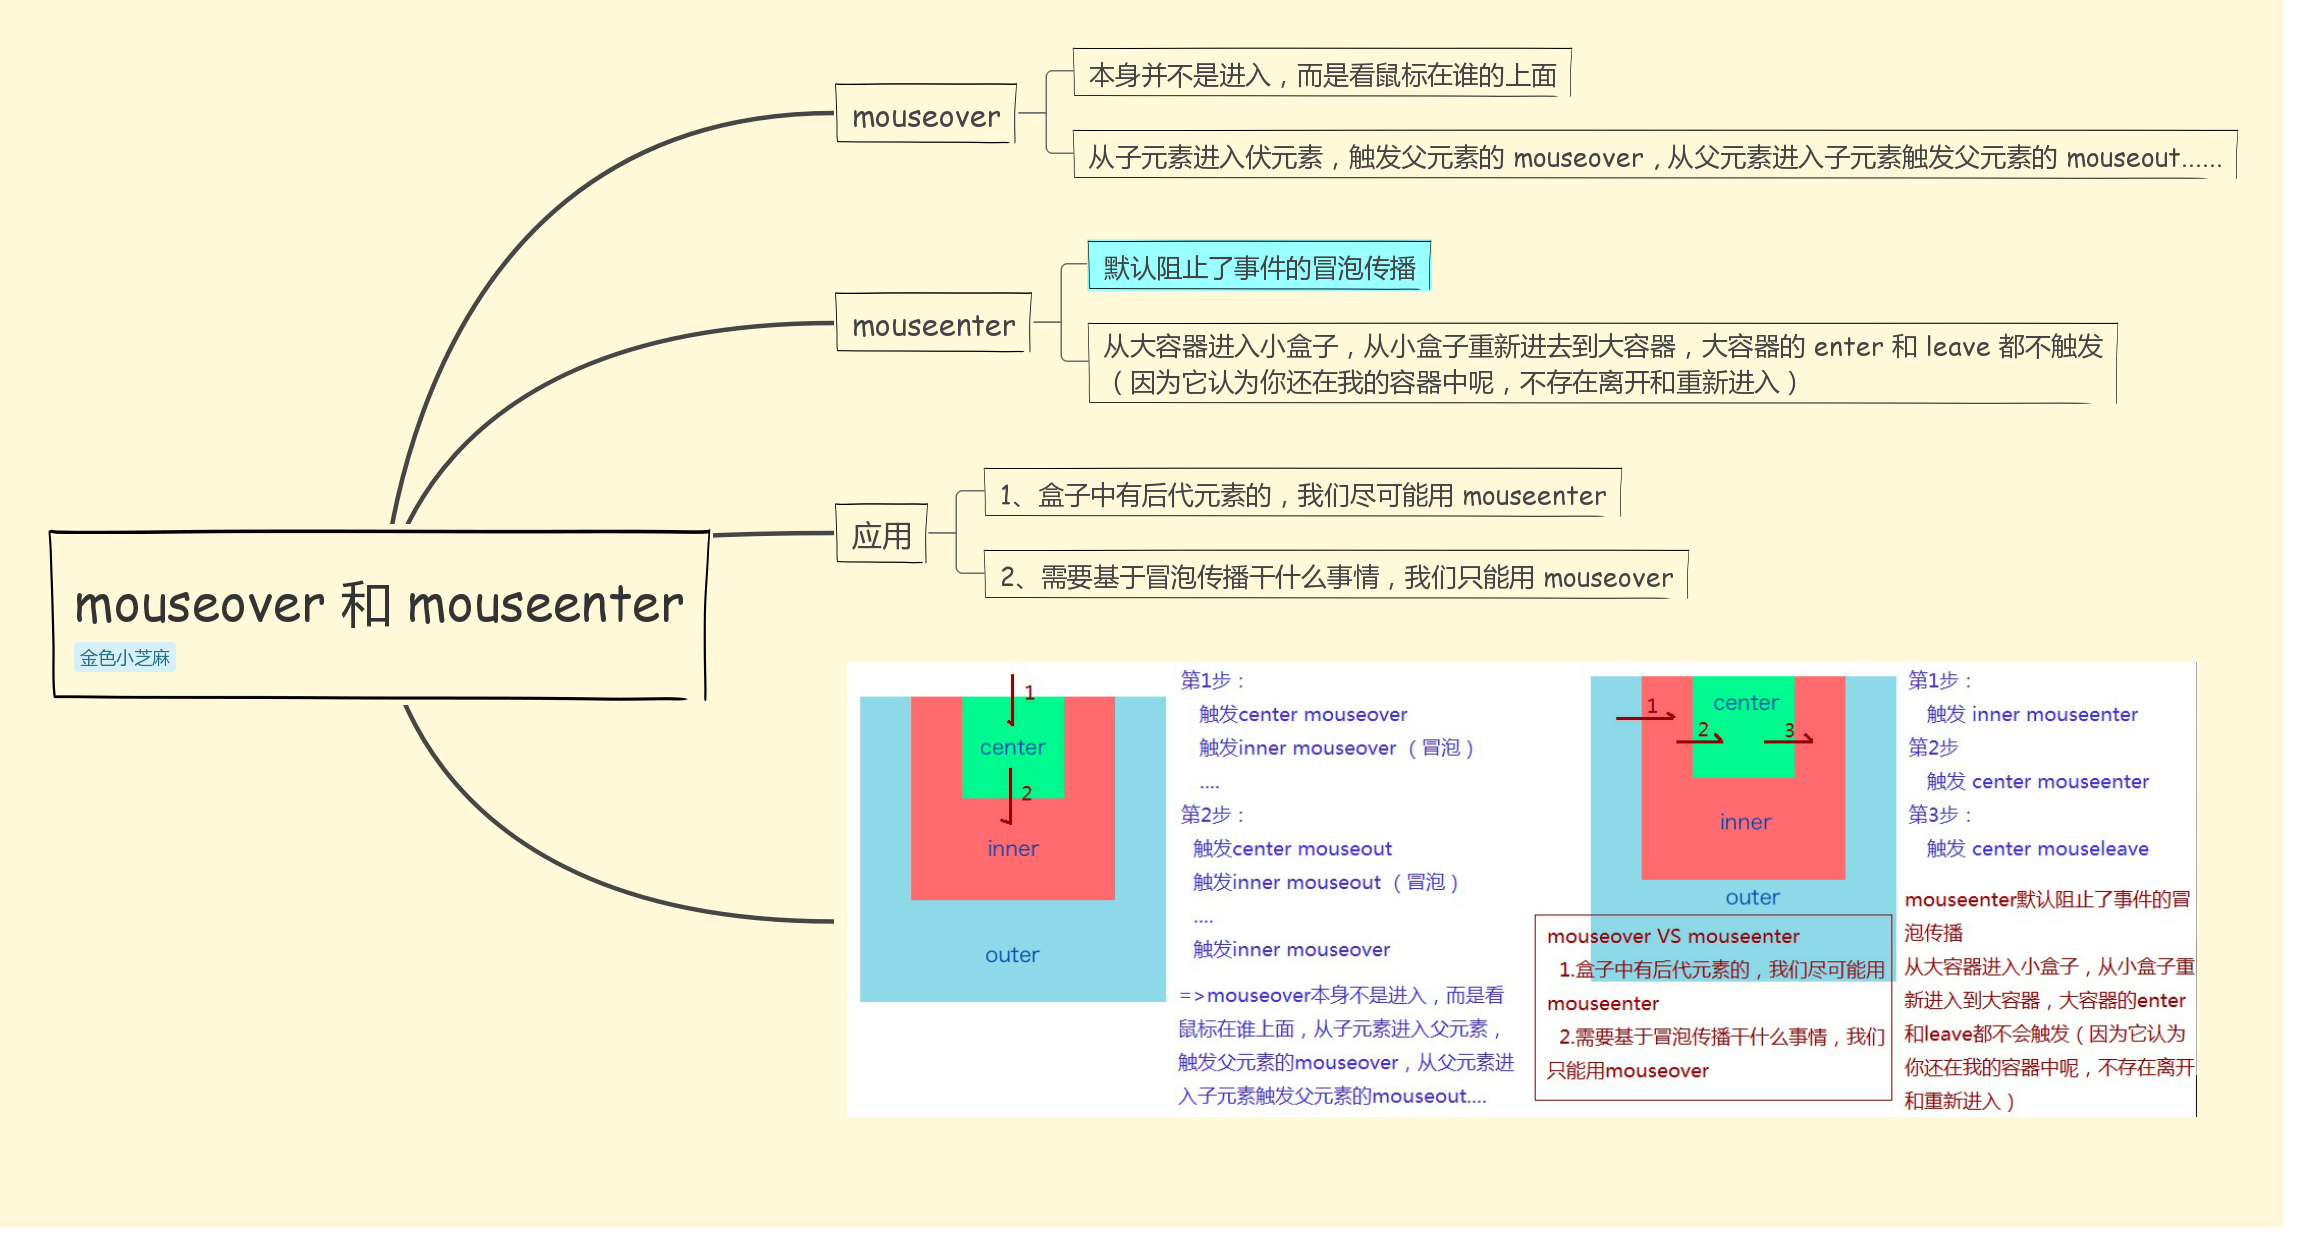 mouseover 和 mouseenter
金色小芝麻
mouseover
本身并不是进入，而是看鼠标在谁的上面
从子元素进入伏元素，触发父元素的 mouseover , 从父元素进入子元素触发父元素的 mouseout......
mouseenter
默认阻止了事件的冒泡传播
从大容器进入小盒子，从小盒子重新进去到大容器，大容器的 enter 和 leave 都不触发
（因为它认为你还在我的容器中呢，不存在离开和重新进入）
应用
1、盒子中有后代元素的，我们尽可能用 mouseenter
2、需要基于冒泡传播干什么事情，我们只能用 mouseover
1
center
2
inner
outer
第1步：
触发center mouseover
触发inner mouseover （冒泡）
....
第2步：
触发center mouseout
触发inner mouseout （冒泡）
....
触发inner mouseover
=>mouseover本身不是进入，而是看
鼠标在谁上面，从子元素进入父元素，
触发父元素的mouseover，从父元素进
入子元素触发父元素的mouseout....
center
1
2
3
inner
outer
mouseover VS mouseenter
1.盒子中有后代元素的，我们尽可能用
mouseenter
2.需要基于冒泡传播干什么事情，我们
只能用mouseover
第1步：
触发 inner mouseenter
第2步
触发 center mouseenter
第3步：
触发 center mouseleave
mouseenter默认阻止了事件的冒
泡传播
从大容器进入小盒子，从小盒子重
新进入到大容器，大容器的enter
和leave都不会触发（因为它认为
你还在我的容器中呢，不存在离开
和重新进入）